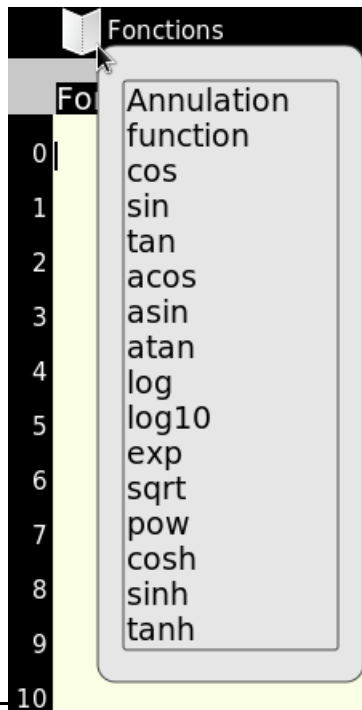 Fonctions
Fo
Annulation
function
cos
sin
tan
acos
asin
atan
log
log10
exp
sqrt
pow
cosh
sinh
tanh
0
1
2
3
4
5
6
7
8
9
10